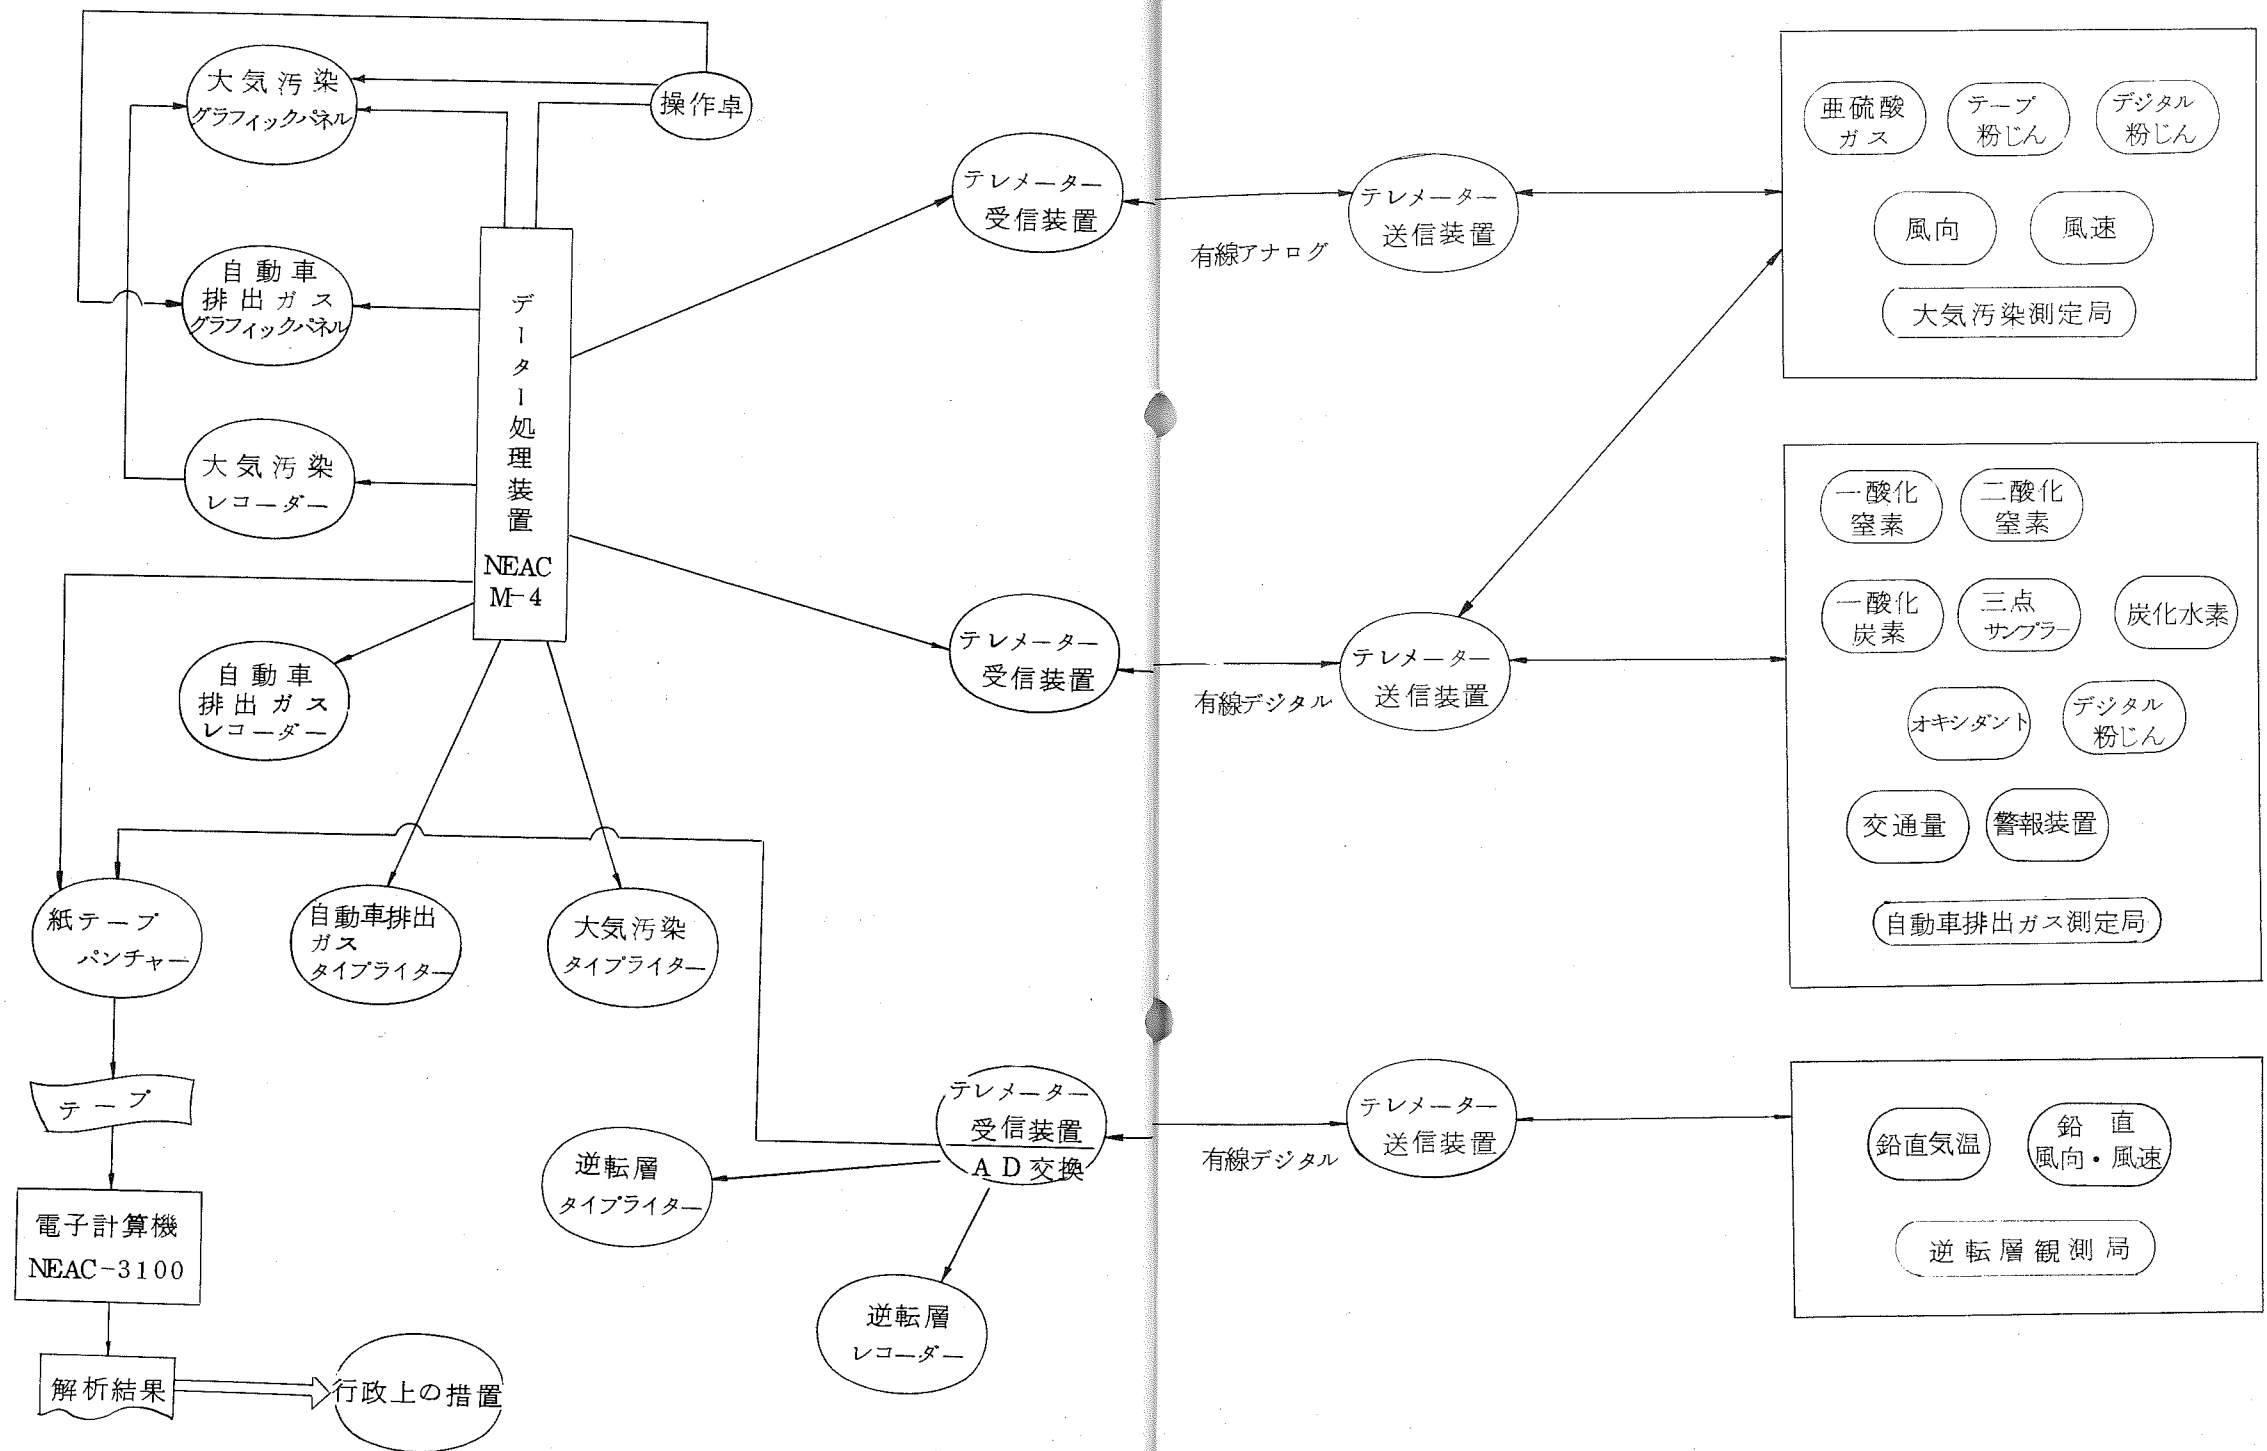 大気汚染
グラフィックパネル
操作卓
自動車
排出ガス
グラフィックパネル
大気汚染
レコーダー
データー処理装置
NEAC
M-4
自動車
排出ガス
レコーダー
紙テープ
パンチャー
自動車排出
ガス
タイプライター
大気汚染
タイプライター
テープ
電子計算機
NEAC-3100
解析結果
行政上の措置
テレメーター
受信装置
テレメーター
受信装置
テレメーター
受信装置
AD交換
逆転層
タイプライター
逆転層
レコーダー
有線アナログ
テレメーター
送信装置
有線デジタル
テレメーター
送信装置
有線デジタル
テレメーター
送信装置
亜硫酸
ガス
テープ
粉じん
デジタル
粉じん
風向
風速
大気汚染測定局
一酸化
窒素
二酸化
窒素
一酸化
炭素
三点
サンプラー
炭化水素
オキシダント
デジタル
粉じん
交通量
警報装置
自動車排出ガス測定局
鉛直気温
鉛直
風向・風速
逆転層観測局